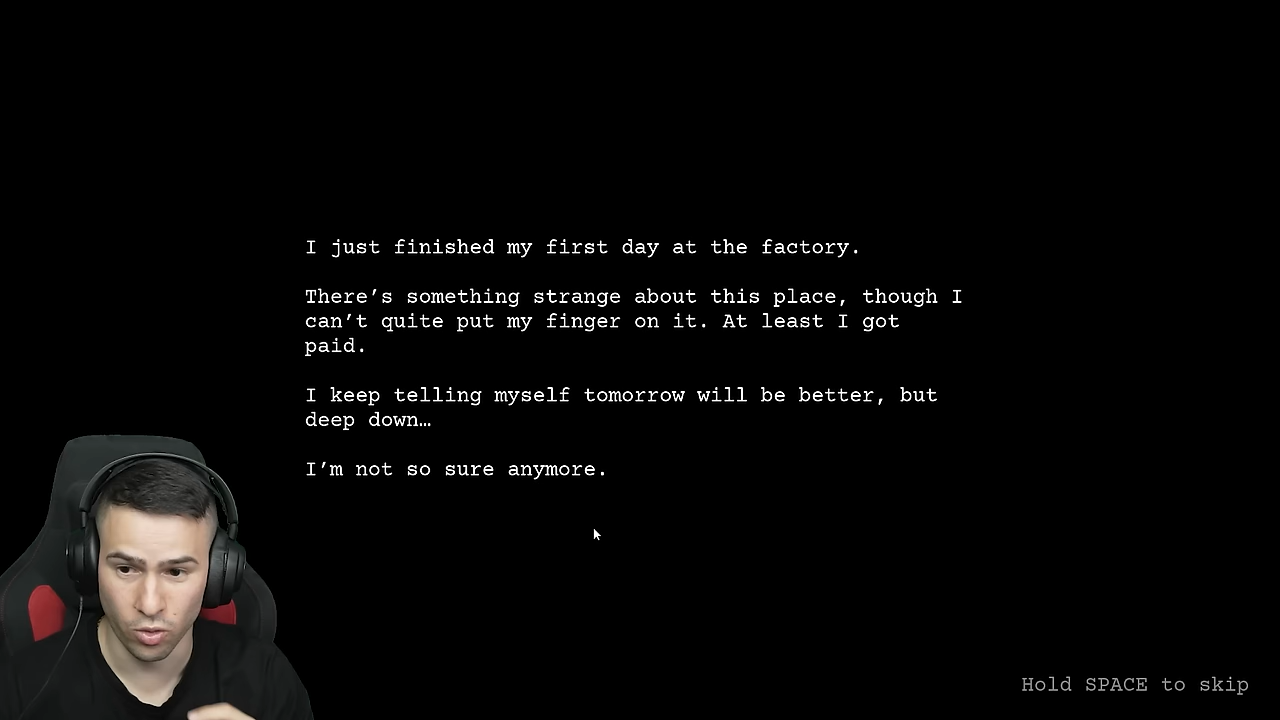 I just finished my first day at the factory.
There’s something strange about this place, though I
can’t quite put my finger on it. At least I got
paid.
I keep telling myself tomorrow will be better, but
deep down…
I’m not so sure anymore.
Hold SPACE to skip